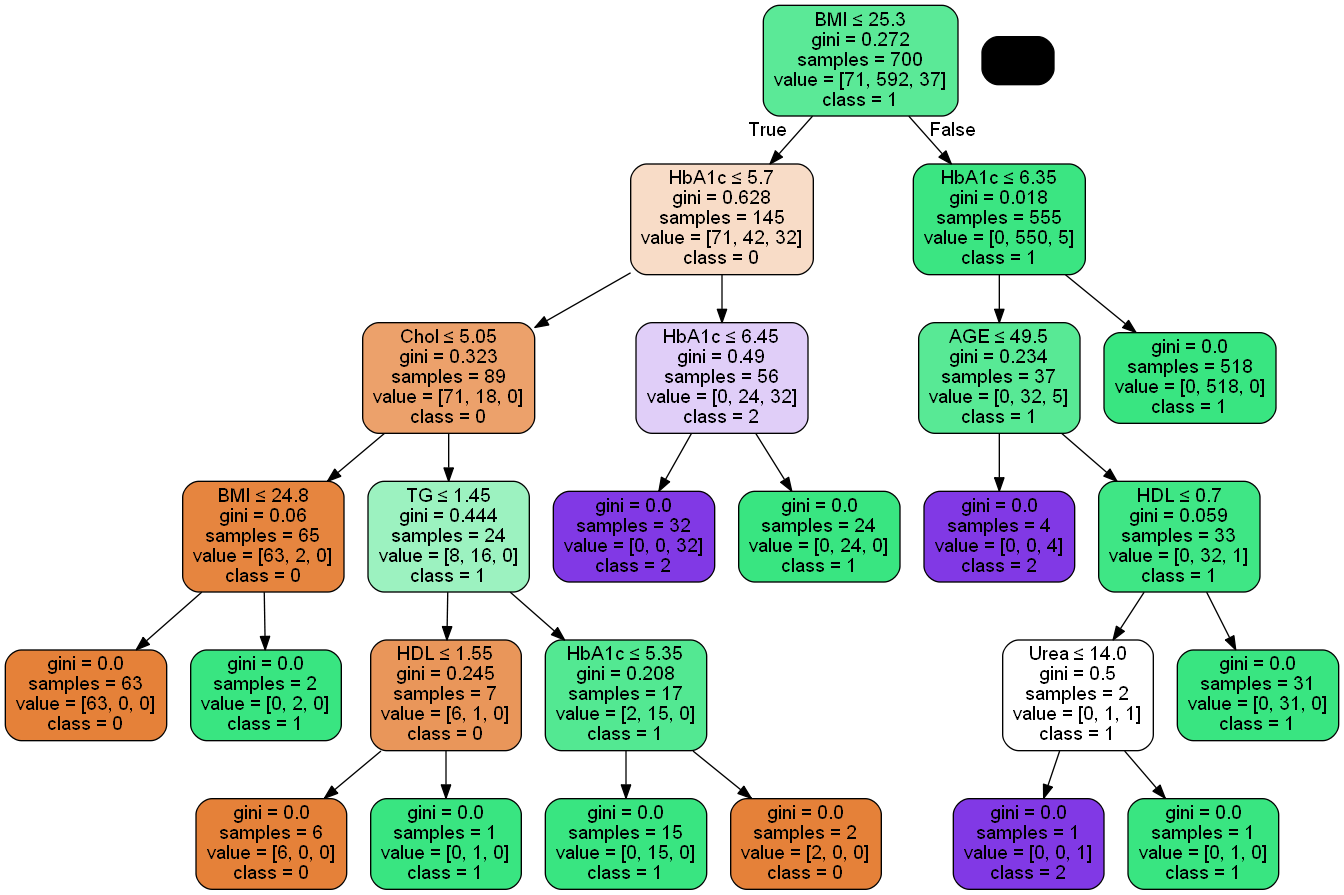 BMI ≤ 25.3
gini = 0.272
samples = 700
value = [71, 592, 37]
class = 1
True
False
HbA1c ≤ 5.7
gini = 0.628
samples = 145
value = [71, 42, 32]
class = 0
HbA1c ≤ 6.35
gini = 0.018
samples = 555
value = [0, 550, 5]
class = 1
Chol ≤ 5.05
gini = 0.323
samples = 89
value = [71, 18, 0]
class = 0
HbA1c ≤ 6.45
gini = 0.49
samples = 56
value = [0, 24, 32]
class = 2
AGE ≤ 49.5
gini = 0.234
samples = 37
value = [0, 32, 5]
class = 1
gini = 0.0
samples = 518
value = [0, 518, 0]
class = 1
BMI ≤ 24.8
gini = 0.06
samples = 65
value = [63, 2, 0]
class = 0
TG ≤ 1.45
gini = 0.444
samples = 24
value = [8, 16, 0]
class = 1
gini = 0.0
samples = 32
value = [0, 0, 32]
class = 2
gini = 0.0
samples = 24
value = [0, 24, 0]
class = 1
gini = 0.0
samples = 4
value = [0, 0, 4]
class = 2
HDL ≤ 0.7
gini = 0.059
samples = 33
value = [0, 32, 1]
class = 1
gini = 0.0
samples = 63
value = [63, 0, 0]
class = 0
gini = 0.0
samples = 2
value = [0, 2, 0]
class = 1
HDL ≤ 1.55
gini = 0.245
samples = 7
value = [6, 1, 0]
class = 0
HbA1c ≤ 5.35
gini = 0.208
samples = 17
value = [2, 15, 0]
class = 1
Urea ≤ 14.0
gini = 0.5
samples = 2
value = [0, 1, 1]
class = 1
gini = 0.0
samples = 31
value = [0, 31, 0]
class = 1
gini = 0.0
samples = 6
value = [6, 0, 0]
class = 0
gini = 0.0
samples = 1
value = [0, 1, 0]
class = 1
gini = 0.0
samples = 15
value = [0, 15, 0]
class = 1
gini = 0.0
samples = 2
value = [2, 0, 0]
class = 0
gini = 0.0
samples = 1
value = [0, 0, 1]
class = 2
gini = 0.0
samples = 1
value = [0, 1, 0]
class = 1